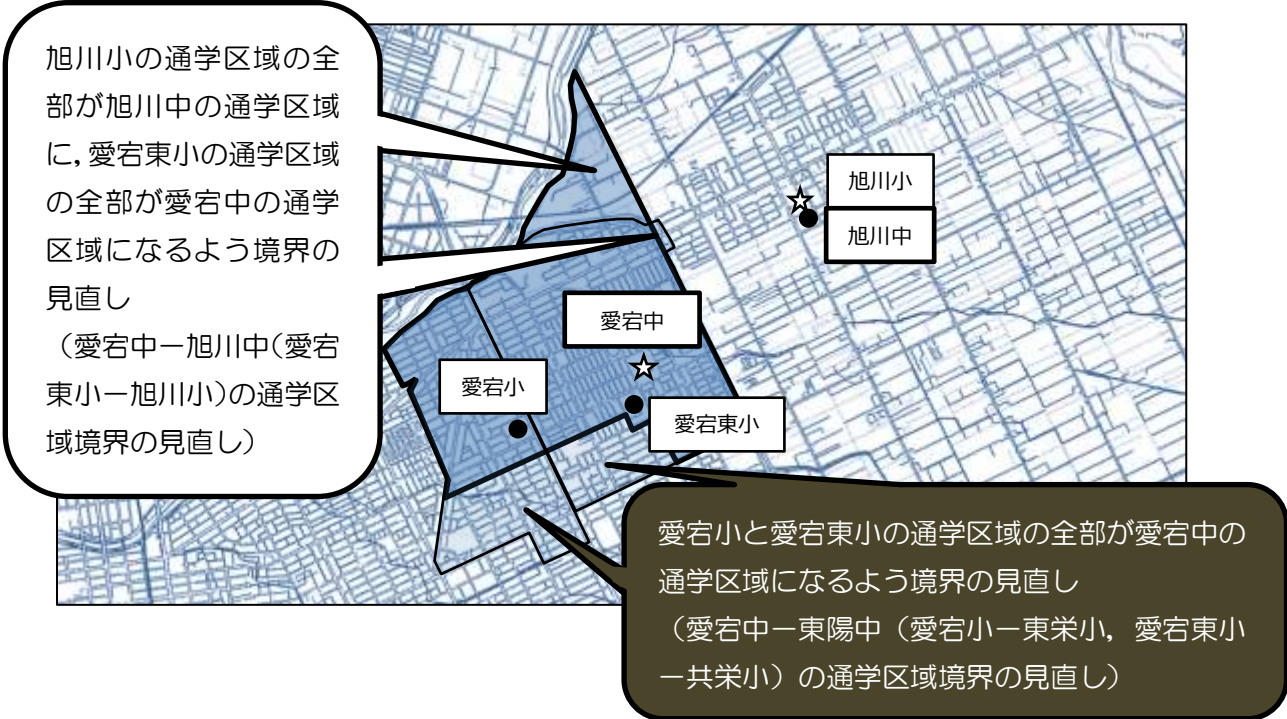 旭川小の通学区域の全
部が旭川中の通学区域
に，愛宕東小の通学区域
の全部が愛宕中の通学
区域になるよう境界の
見直し
（愛宕中－旭川中（愛宕
東小－旭川小）の通学区
域境界の見直し）
旭川小
旭川中
愛宕中
愛宕小
愛宕東小
愛宕小と愛宕東小の通学区域の全部が愛宕中の
通学区域になるよう境界の見直し
（愛宕中－東陽中（愛宕小－東栄小，愛宕東小
－共栄小）の通学区域境界の見直し）